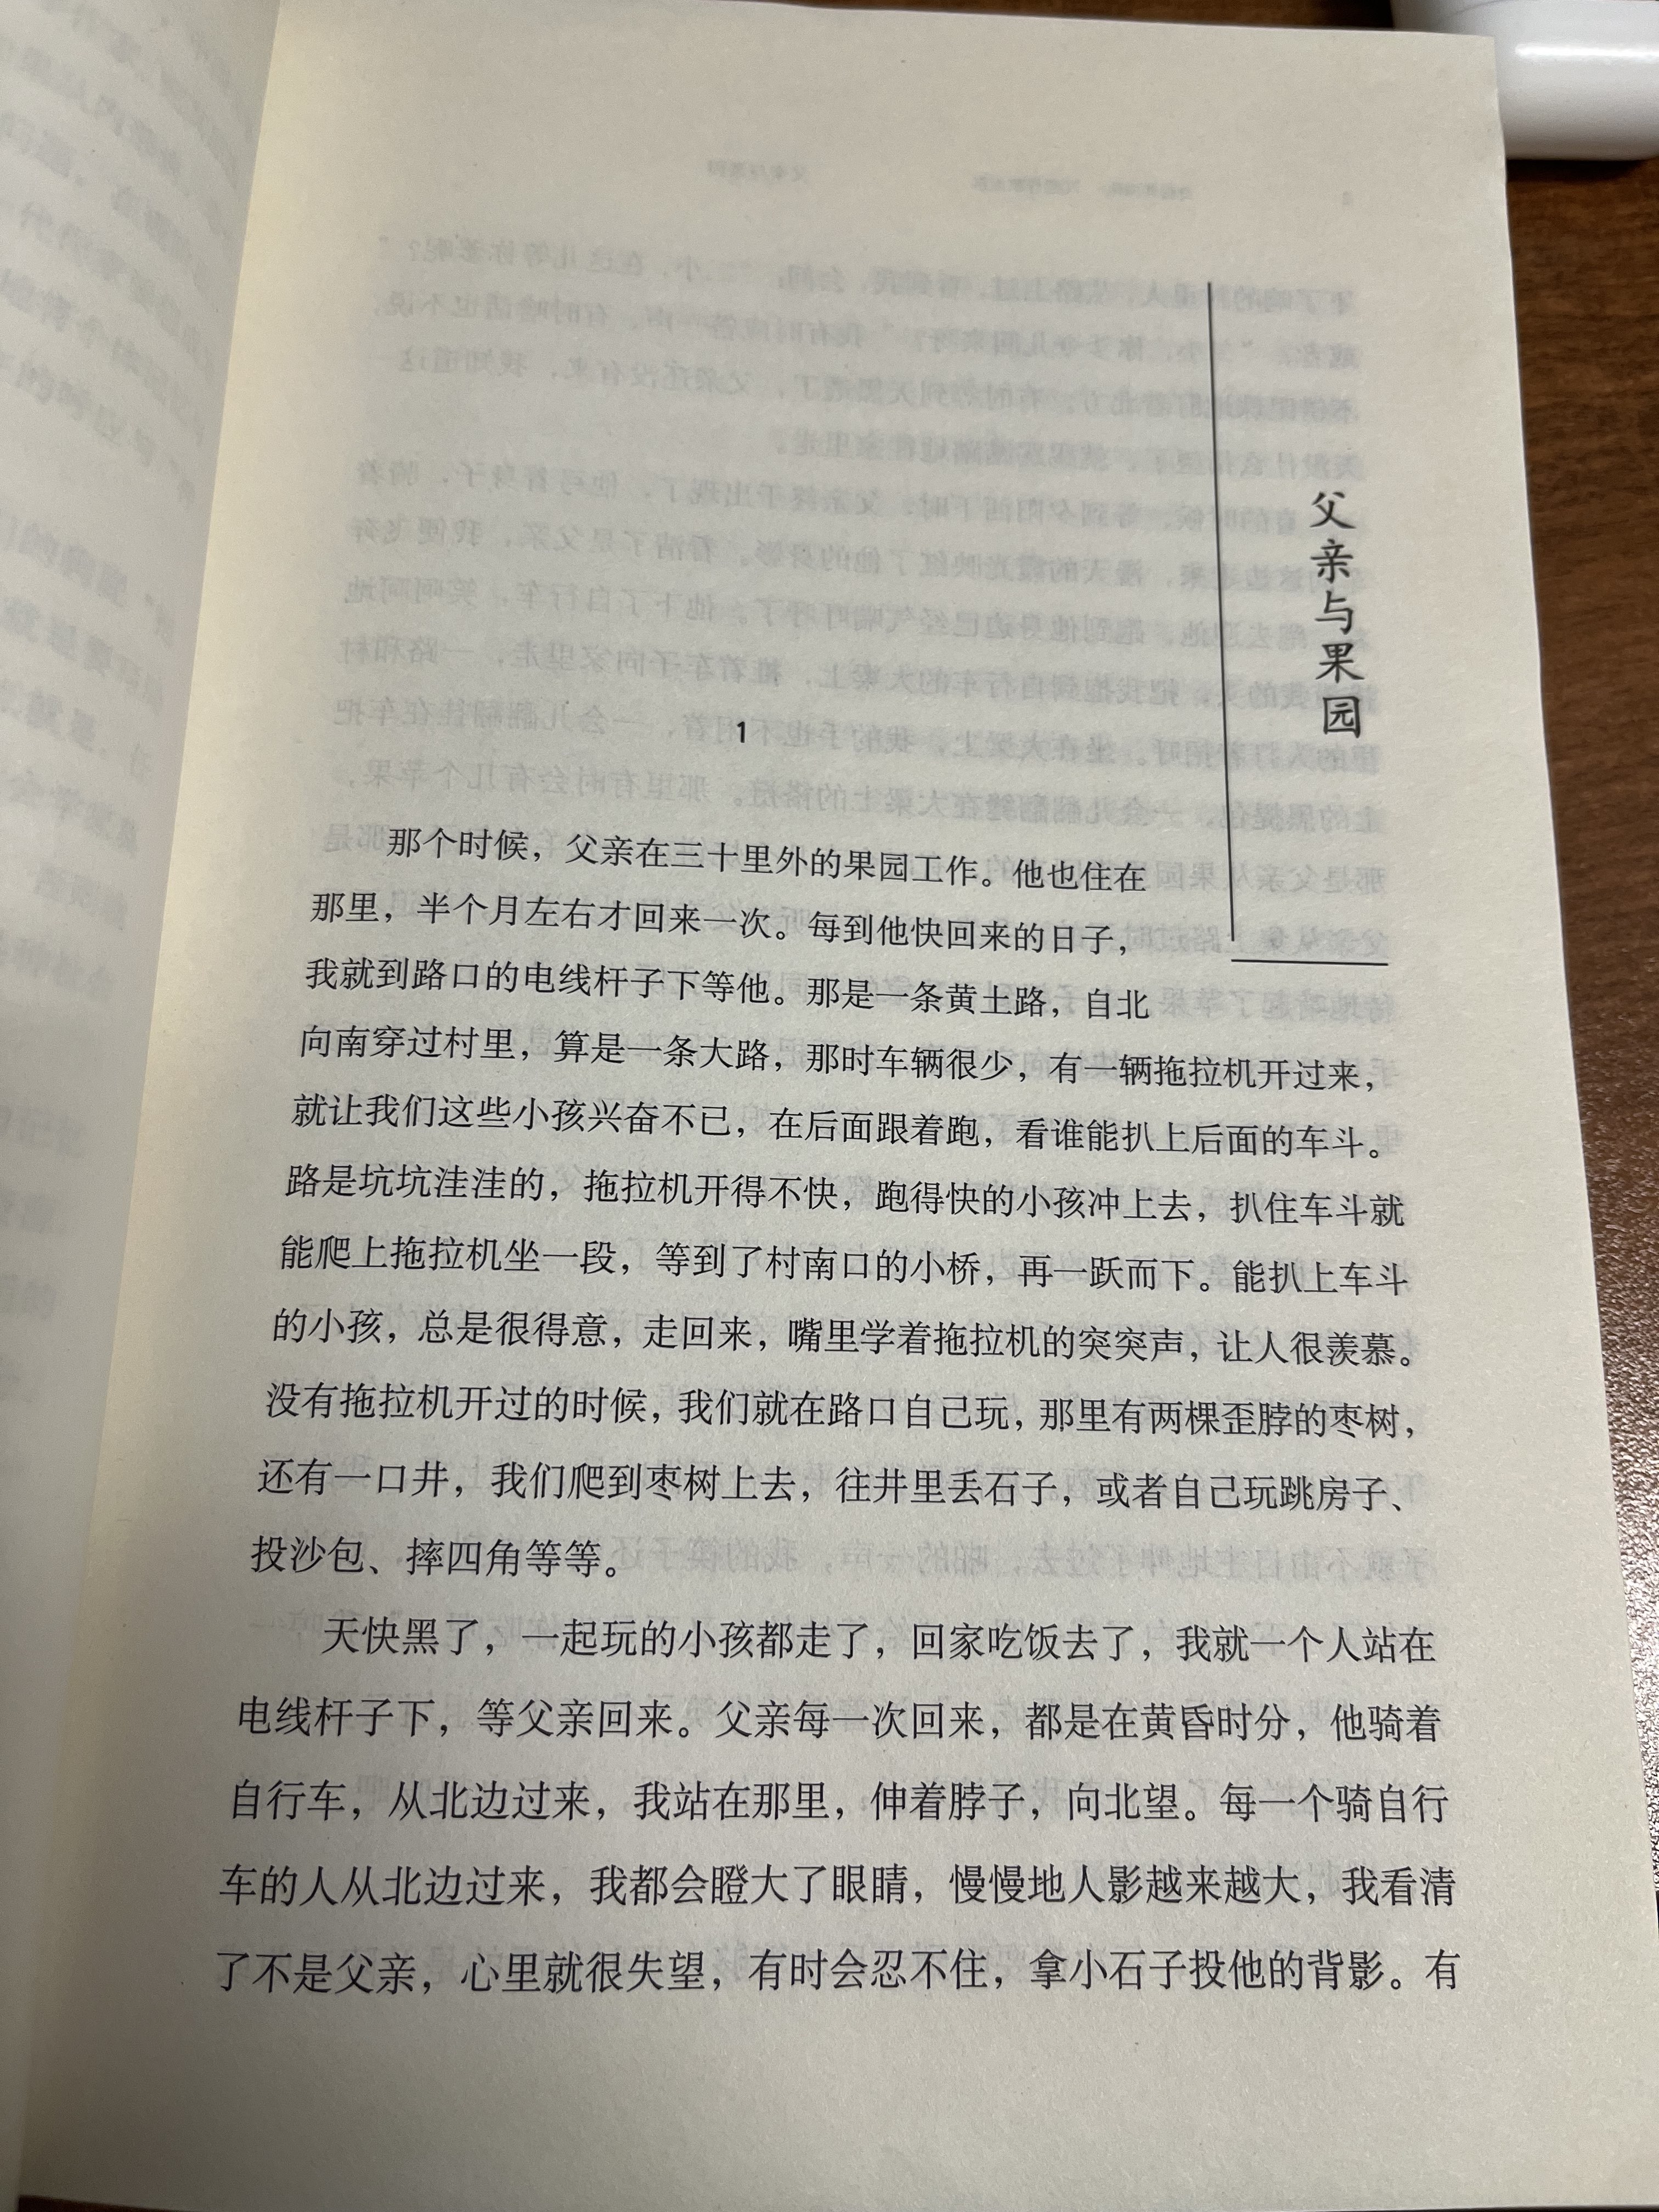 父亲与果园
1
那个时候，父亲在三十里外的果园工作。他也住在
那里，半个月左右才回来一次。每到他快回来的日子，
我就到路口的电线杆子下等他。那是一条黄土路，自北
向南穿过村里，算是一条大路，那时车辆很少，有一辆拖拉机开过来，
就让我们这些小孩兴奋不已，在后面跟着跑，看谁能扒上后面的车斗。
路是坑坑洼洼的，拖拉机开得不快，跑得快的小孩冲上去，扒住车斗就
能爬上拖拉机坐一段，等到了村南口的小桥，再一跃而下。能扒上车斗
的小孩，总是很得意，走回来，嘴里学着拖拉机的突突声，让人很羡慕。
没有拖拉机开过的时候，我们就在路口自己玩，那里有两棵歪脖的枣树，
还有一口井，我们爬到枣树上去，往井里丢石子，或者自己玩跳房子、
投沙包、摔四角等等。
天快黑了，一起玩的小孩都走了，回家吃饭去了，我就一个人站在
电线杆子下，等父亲回来。父亲每一次回来，都是在黄昏时分，他骑着
自行车，从北边过来，我站在那里，伸着脖子，向北望。每一个骑自行
车的人从北边过来，我都会瞪大了眼睛，慢慢地人影越来越大，我看清
了不是父亲，心里就很失望，有时会忍不住，拿小石子投他的背影。有